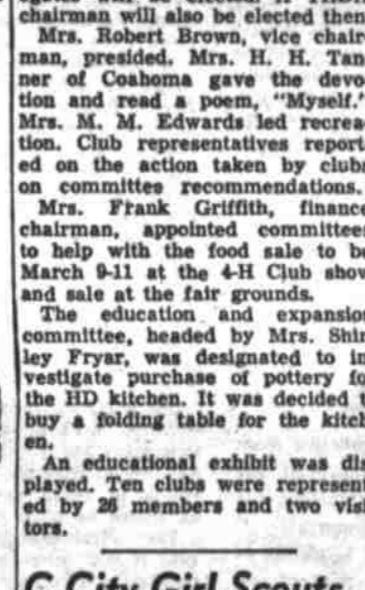 chairman will also be elected then
Mrs. Robert Brown, vice chair
man, presided. Mrs. H. H. Tan
ner of Coahoma gave the devo
tion and read a poem, "Myself."
Mrs. M. M. Edwards led recrea
tion. Club representatives report
ed on the action taken by clubs
on committee recommendations.
Mrs. Frank Griffith, finance
chairman, appointed committees
to help with the food sale to be
March 9-11 at the 4-H Club show
and sale at the fair grounds.
The education and expansion
committee, headed by Mrs. Shir
ley Fryar, was designated to in
vestigate purchase of pottery fo
the HD kitchen. It was decided t
buy a folding table for the kitch
en.
An educational exhibit was dis
played. Ten clubs were represent
ed by 26 members and two visi
tors.
C City Girl Scouts